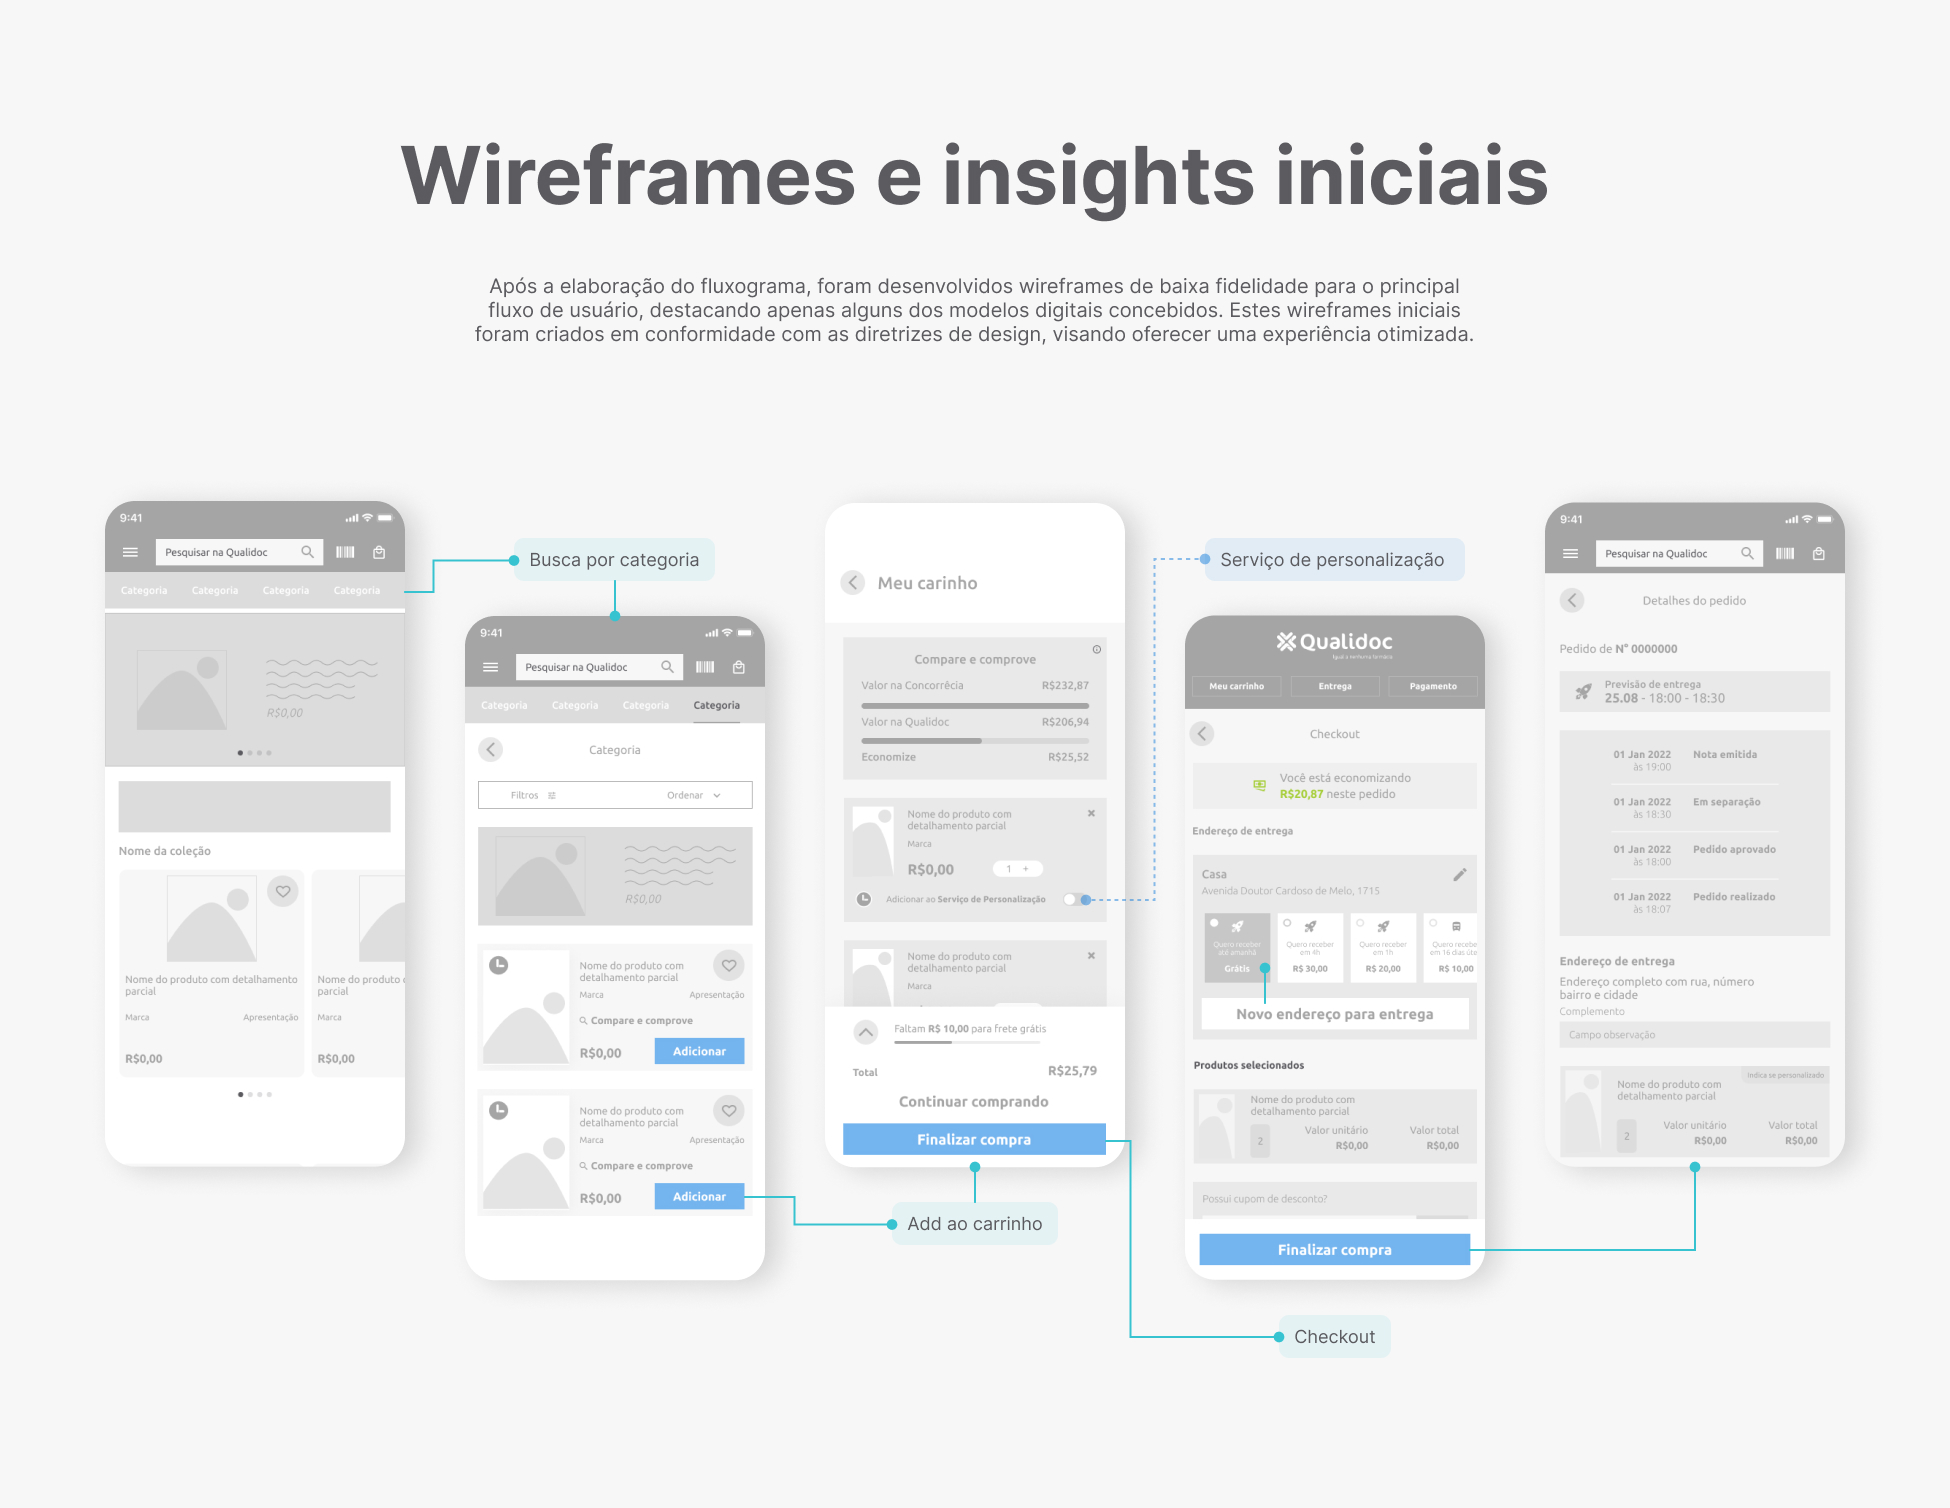 Wireframes e insights iniciais
Após a elaboração do fluxograma, foram desenvolvidos wireframes de baixa fidelidade para o principal
fluxo de usuário, destacando apenas alguns dos modelos digitais concebidos. Estes wireframes iniciais
foram criados em conformidade com as diretrizes de design, visando oferecer uma experiência otimizada.
9:41
Pesquisar na Qualidoc
Categoria Categoria Categoria Categoria
R$0,00
Nome da coleção
Nome do produto com detalhamento
parcial
Marca Apresentação
R$0,00
Nome do produto
parcial
Marca
R$0,00
Busca por categoria
9:41
Pesquisar na Qualidoc
Categoria Categoria Categoria Categoria
Categoria
Filtros Ordenar
R$0,00
Nome do produto com
detalhamento parcial
Marca Apresentação
Compare e comprove
R$0,00 Adicionar
Nome do produto com
detalhamento parcial
Marca Apresentação
Compare e comprove
R$0,00 Adicionar
Meu carinho
Compare e comprove
Valor na Concorrêcia R$232,87
Valor na Qualidoc R$206,94
Economize R$25,52
Nome do produto com
detalhamento parcial
Marca
R$0,00 1 +
Adicionar ao Serviço de Personalização
Nome do produto com
detalhamento parcial
Marca
Faltam R$ 10,00 para frete grátis
Total R$25,79
Continuar comprando
Finalizar compra
Add ao carrinho
Serviço de personalização
Qualidoc
Igual a nenhuma farmácia
Meu carrinho Entrega Pagamento
Checkout
Você está economizando
R$20,87 neste pedido
Endereço de entrega
Casa
Avenida Doutor Cardoso de Melo, 1715
Quero receber
até amanhã
Grátis
Quero receber
em 4h
R$ 30,00
Quero receber
em 1h
R$ 20,00
Quero recebe
em 16 dias úte
R$ 10,00
Novo endereço para entrega
Produtos selecionados
Nome do produto com
detalhamento parcial
2 Valor unitário Valor total
R$0,00 R$0,00
Possui cupom de desconto?
Finalizar compra
Checkout
9:41
Pesquisar na Qualidoc
Detalhes do pedido
Pedido de N° 0000000
Previsão de entrega
25.08 - 18:00 - 18:30
01 Jan 2022 Nota emitida
às 19:00
01 Jan 2022 Em separação
às 18:30
01 Jan 2022 Pedido aprovado
às 18:00
01 Jan 2022 Pedido realizado
às 18:07
Endereço de entrega
Endereço completo com rua, número
bairro e cidade
Complemento
Campo observação
Indica se personalizado
Nome do produto com
detalhamento parcial
2 Valor unitário Valor total
R$0,00 R$0,00